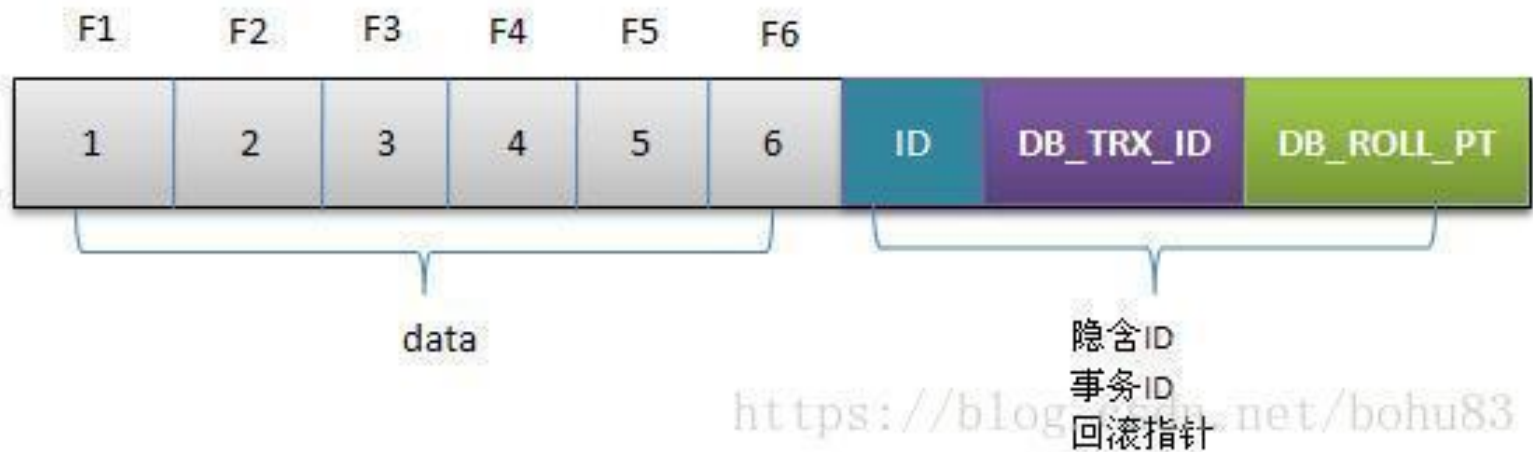 F1 F2 F3 F4 F5 F6
1 2 3 4 5 6 ID DB_TRX_ID DB_ROLL_PT
data
隐含ID
事务ID
回滚指针
https://blog.csdn.net/bohu83